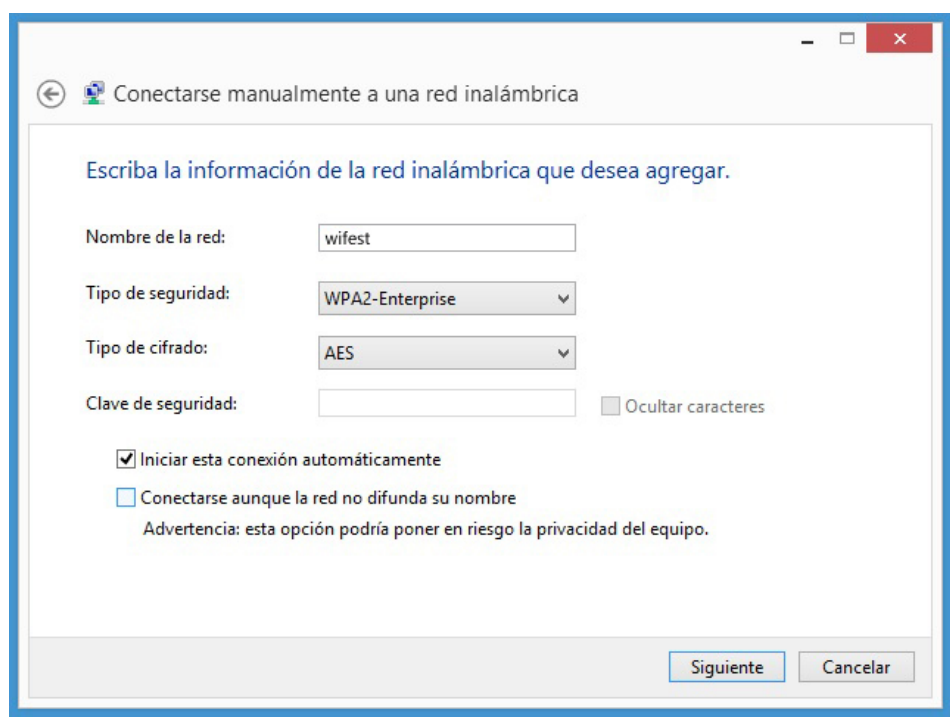 Conectarse manualmente a una red inalámbrica
Escriba la información de la red inalámbrica que desea agregar.
Nombre de la red: wifest
Tipo de seguridad: WPA2-Enterprise
Tipo de cifrado: AES
Clave de seguridad: Ocultar caracteres
Iniciar esta conexión automáticamente
Conectarse aunque la red no difunda su nombre
Advertencia: esta opción podría poner en riesgo la privacidad del equipo.
Siguiente Cancelar